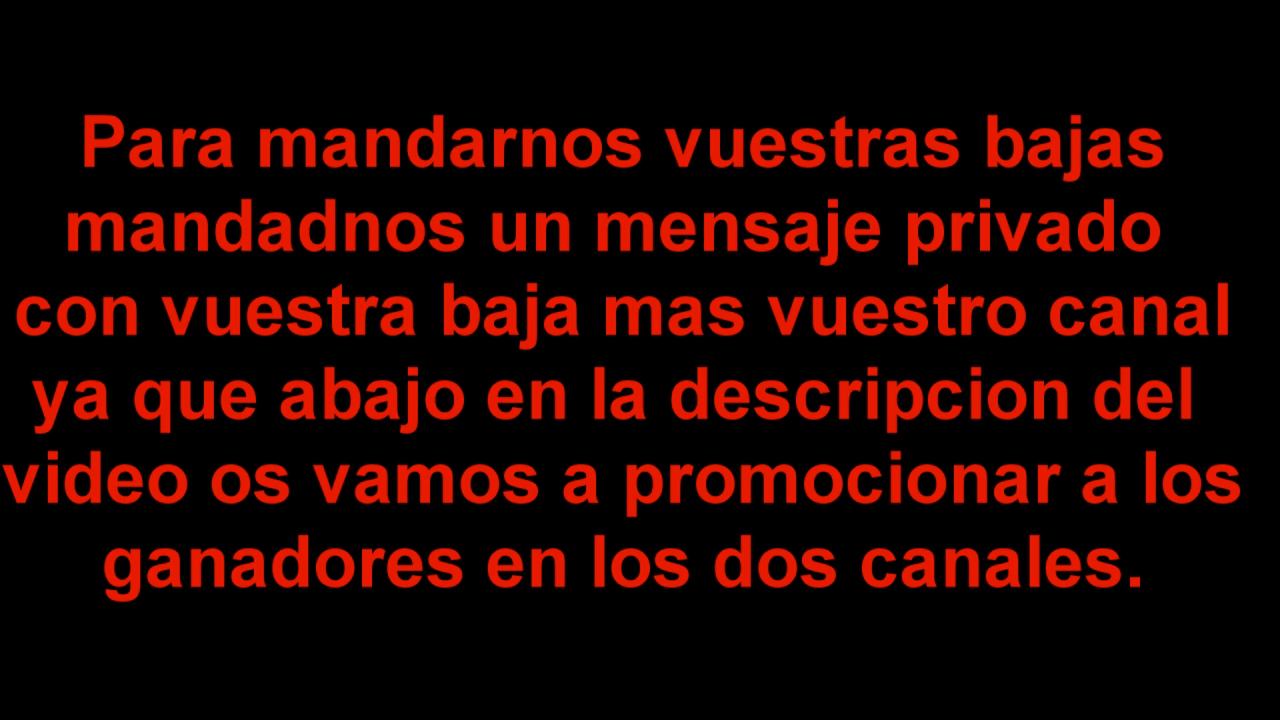 Para mandarnos vuestras bajas
mandadnos un mensaje privado
con vuestra baja mas vuestro canal
ya que abajo en la descripcion del
video os vamos a promocionar a los
ganadores en los dos canales.